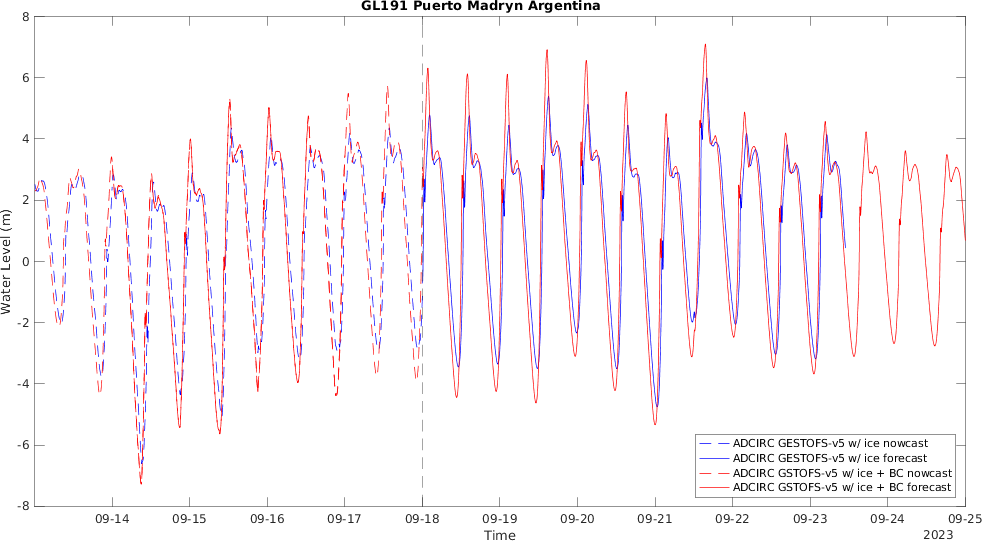 GL191 Puerto Madryn Argentina
8
6
4
2
0
-2
-4
-6
-8
Water Level (m)
ADCIRC GESTOFS-v5 w/ ice nowcast
ADCIRC GESTOFS-v5 w/ ice forecast
ADCIRC GSTOFS-v5 w/ ice + BC nowcast
ADCIRC GSTOFS-v5 w/ ice + BC forecast
09-14 09-15 09-16 09-17 09-18 09-19 09-20 09-21 09-22 09-23 09-24 09-25
Time
2023